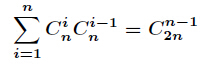 $$\sum_{i=1}^{n} C_n^i C_n^{i-1} = C_{2n}^{n-1}$$